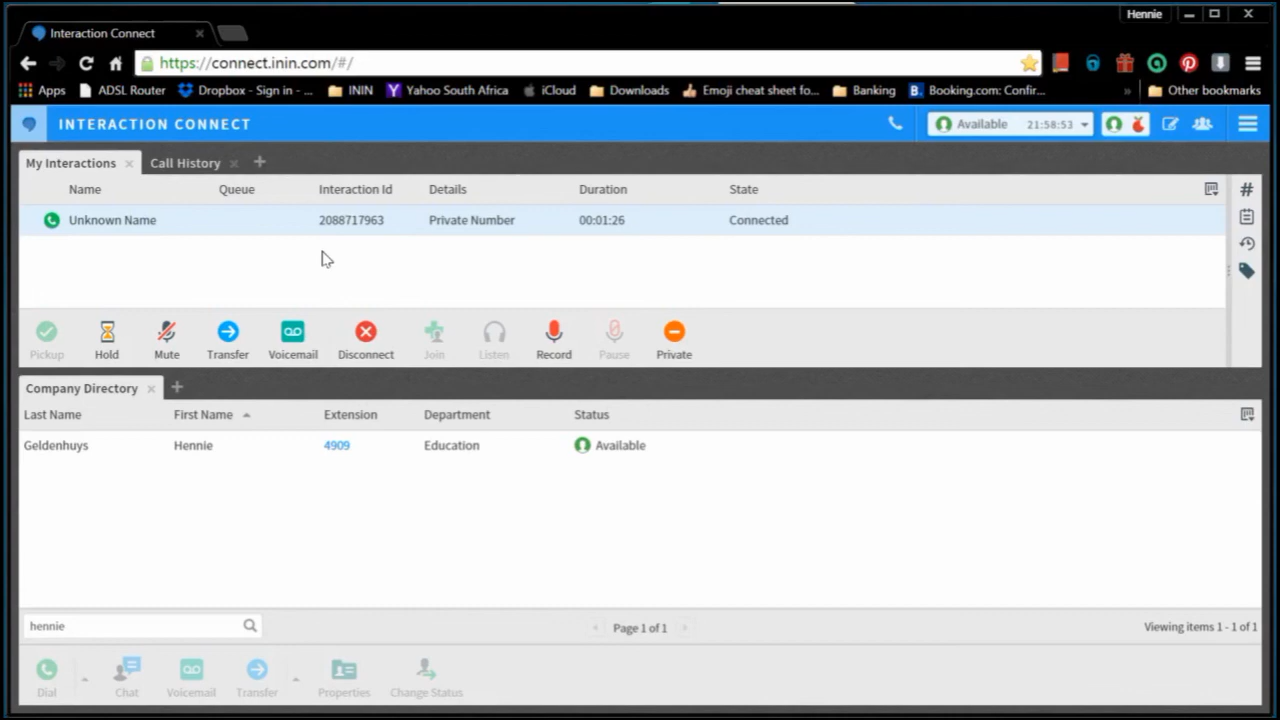 Hennie
Interaction Connect
https://connect.inin.com/#/
Apps ADSL Router Dropbox - Sign in - ... ININ Yahoo South Africa iCloud Downloads Emoji cheat sheet fo... Banking B. Booking.com: Confir... » Other bookmarks
INTERACTION CONNECT Available 21:58:53
My Interactions Call History +
Name Queue Interaction Id Details Duration State
Unknown Name 2088717963 Private Number 00:01:26 Connected
Pickup Hold Mute Transfer Voicemail Disconnect Join Listen Record Pause Private
Company Directory +
Last Name First Name Extension Department Status
Geldenhuys Hennie 4909 Education Available
hennie Page 1 of 1 Viewing items 1 - 1 of 1
Dial Chat Voicemail Transfer Properties Change Status